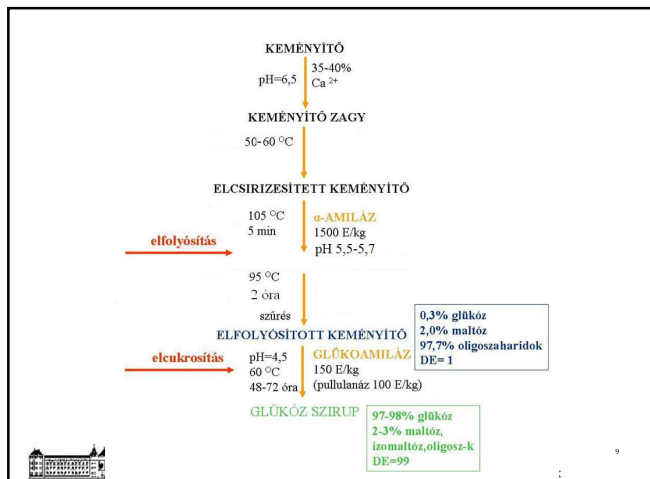 KEMÉNYÍTŐ
pH=6,5
35-40%
Ca 2+
KEMÉNYÍTŐ ZAGY
50-60 °C
ELCSIRIZESÍTETT KEMÉNYÍTŐ
105 °C
5 min
α-AMILÁZ
1500 E/kg
pH 5,5-5,7
elfolyósítás
95 °C
2 óra
szűrés
ELFOLYÓSÍTOTT KEMÉNYÍTŐ
0,3% glükóz
2,0% maltóz
97,7% oligoszaharidok
DE= 1
elcukrosítás
pH=4,5
60 °C
48-72 óra
GLÜKOAMILÁZ
150 E/kg
(pullulanáz 100 E/kg)
GLÜKÓZ SZIRUP
97-98% glükóz
2-3% maltóz,
izomaltóz,oligosz-k
DE=99
9